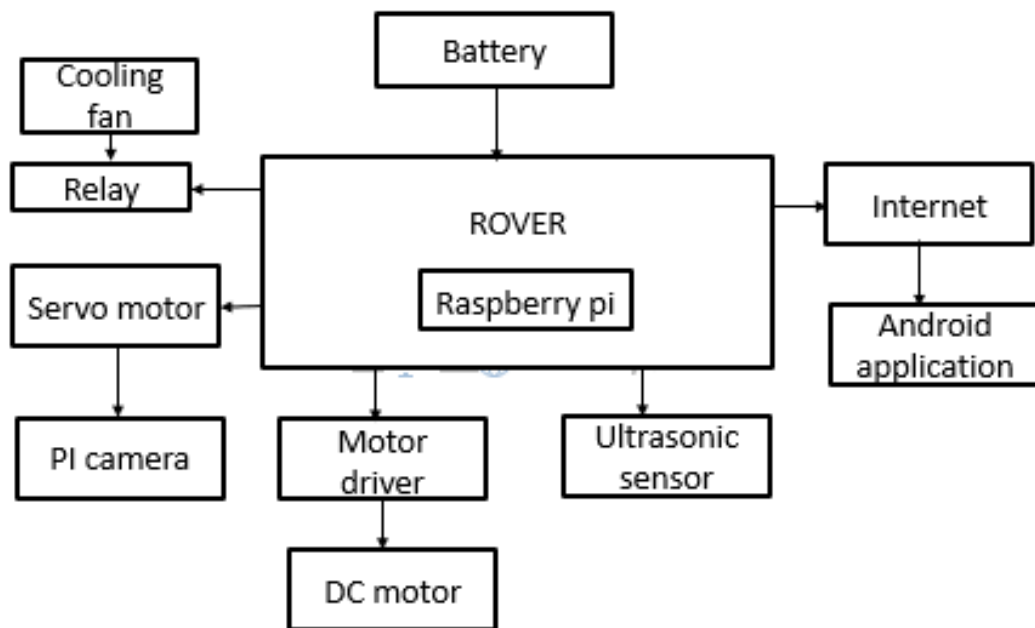 Battery
Cooling
fan
Relay
ROVER
Internet
Servo motor
Raspberry pi
Android
application
PI camera
Motor
driver
Ultrasonic
sensor
DC motor